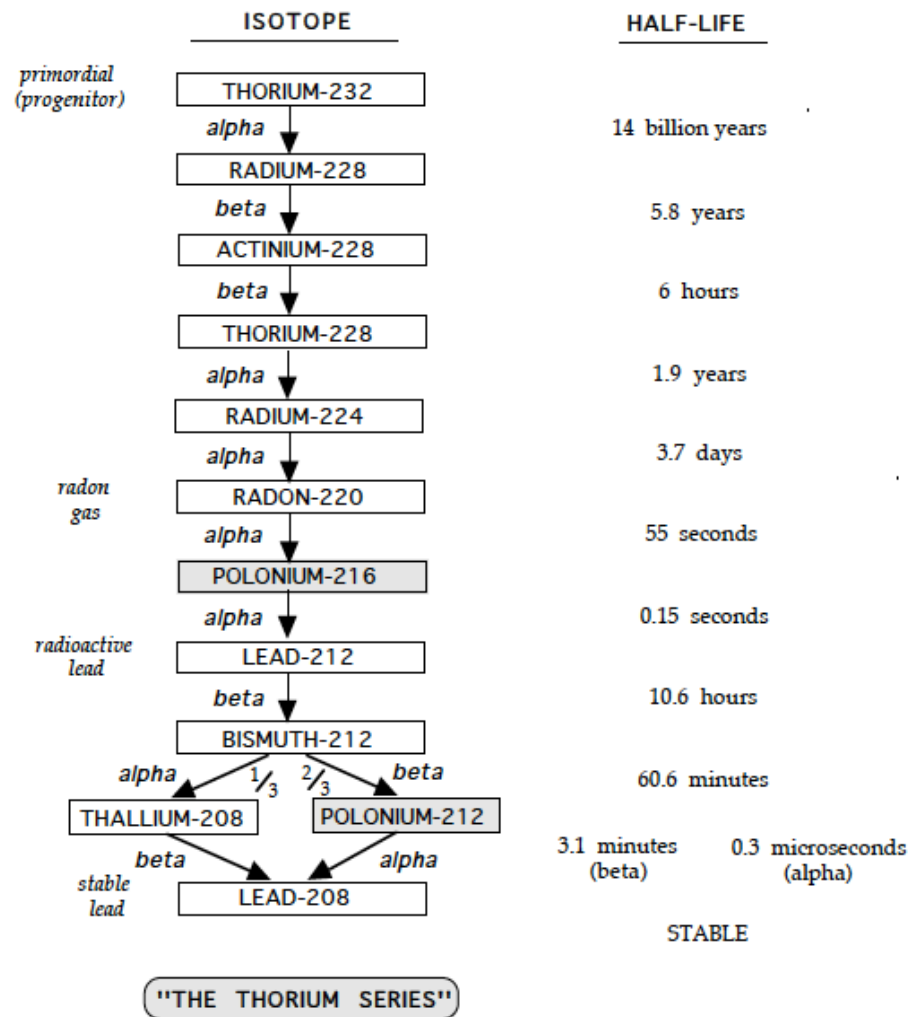 ISOTOPE
HALF-LIFE
primordial
(progenitor)
THORIUM-232
alpha
14 billion years
RADIUM-228
beta
5.8 years
ACTINIUM-228
beta
6 hours
THORIUM-228
alpha
1.9 years
RADIUM-224
alpha
3.7 days
radon
gas
RADON-220
alpha
55 seconds
POLONIUM-216
alpha
0.15 seconds
radioactive
lead
LEAD-212
beta
10.6 hours
BISMUTH-212
alpha 1/3 2/3 beta
60.6 minutes
THALLIUM-208
POLONIUM-212
3.1 minutes
(beta)
0.3 microseconds
(alpha)
beta
alpha
stable
lead
LEAD-208
STABLE
"THE THORIUM SERIES"